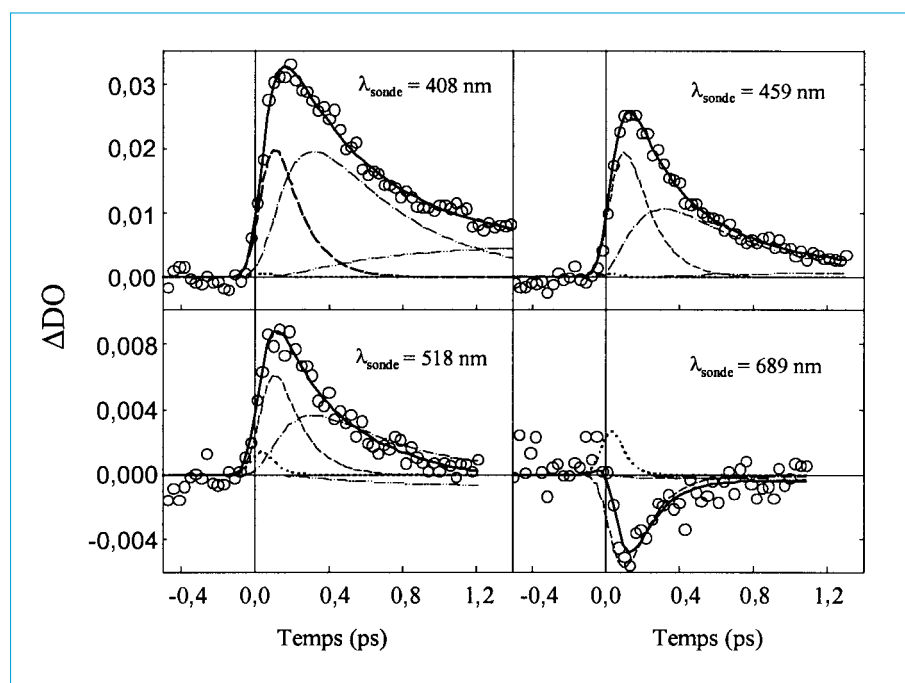 λsonde = 408 nm
λsonde = 459 nm
0,03
0,02
0,01
0,00
ΔDO
λsonde = 518 nm
λsonde = 689 nm
0,008
0,004
0,000
-0,004
-0,4 0,0 0,4 0,8 1,2
-0,4 0,0 0,4 0,8 1,2
Temps (ps)
Temps (ps)